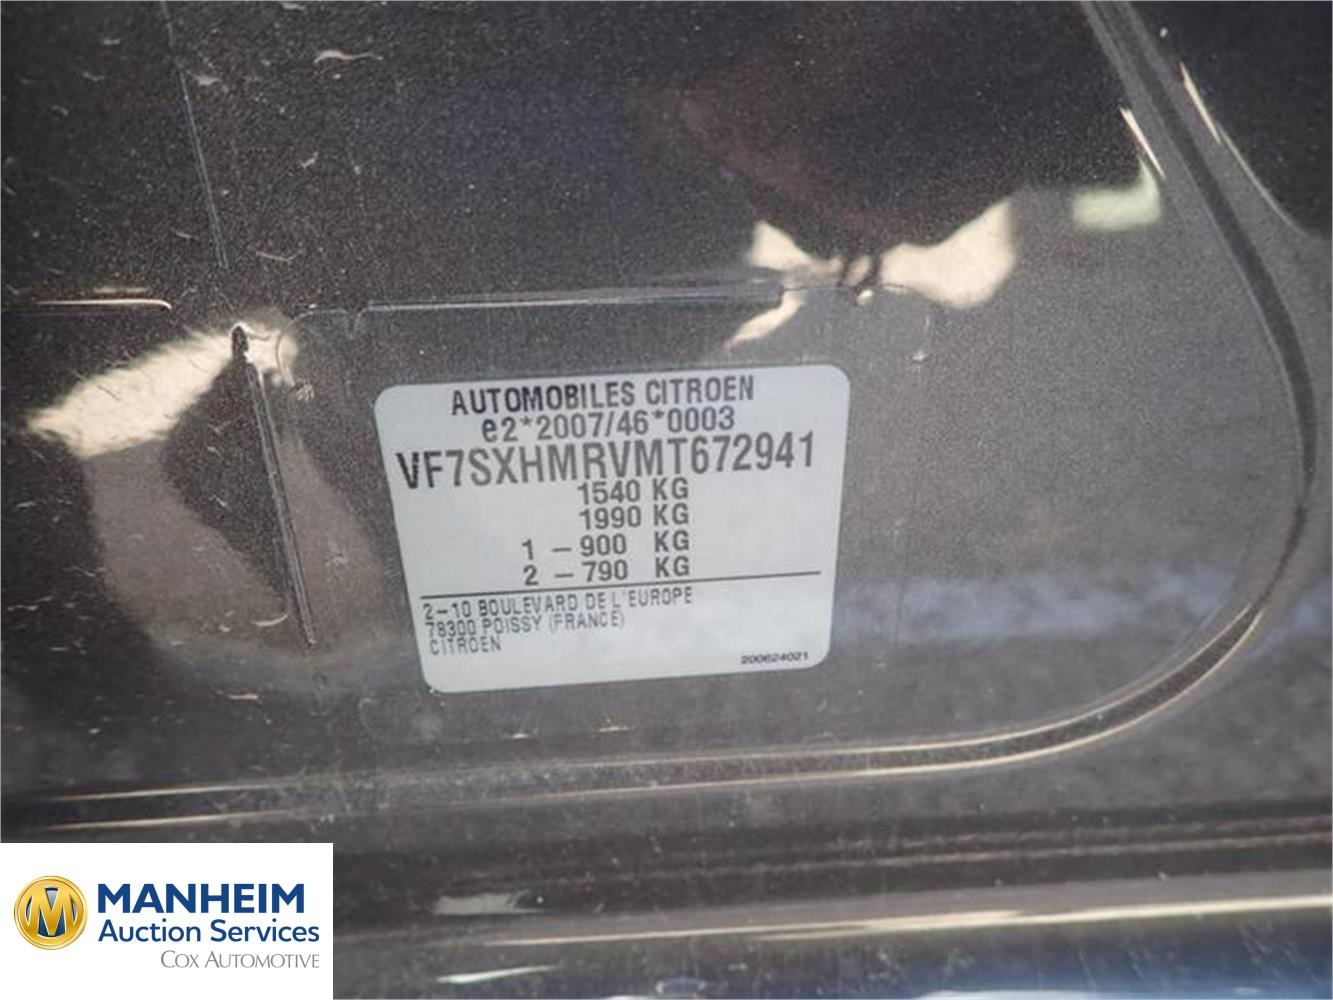 AUTOMOBILES CITROEN
e2*2007/46*0003
VF7SXHMRVMT672941
1540 KG
1990 KG
1 - 900 KG
2 - 790 KG
2-10 BOULEVARD DE L'EUROPE
78300 POISSY (FRANCE)
CITROEN
200624021
MANHEIM
Auction Services
COX AUTOMOTIVE